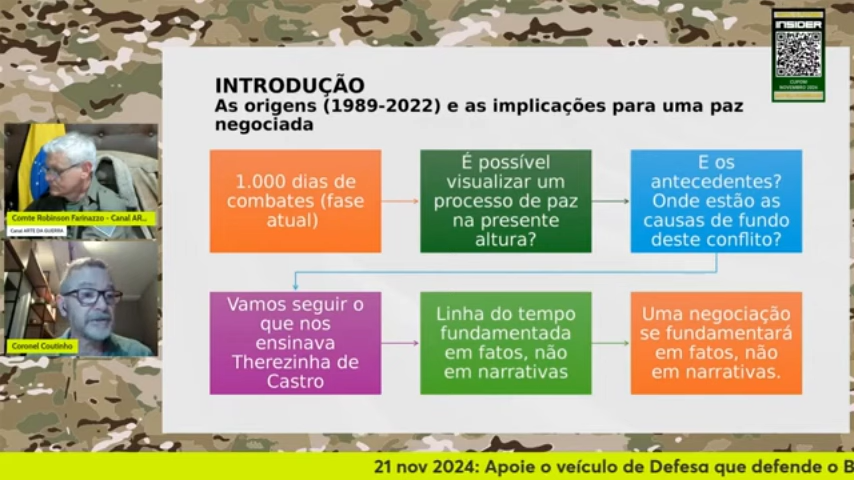 INSIDER
CUPOM
NOVEMBRO 2024
INTRODUÇÃO
As origens (1989-2022) e as implicações para uma paz
negociada
1.000 dias de
combates (fase
atual)
É possível
visualizar um
processo de paz
na presente
altura?
E os
antecedentes?
Onde estão as
causas de fundo
deste conflito?
Vamos seguir o
que nos
ensinava
Therezinha de
Castro
Linha do tempo
fundamentada
em fatos, não
em narrativas
Uma negociação
se fundamentará
em fatos, não
em narrativas.
Comte Robinson Farinazzo - Canal AR...
Canal ARTE DA GUERRA
Coronel Coutinho
21 nov 2024: Apoie o veículo de Defesa que defende o B